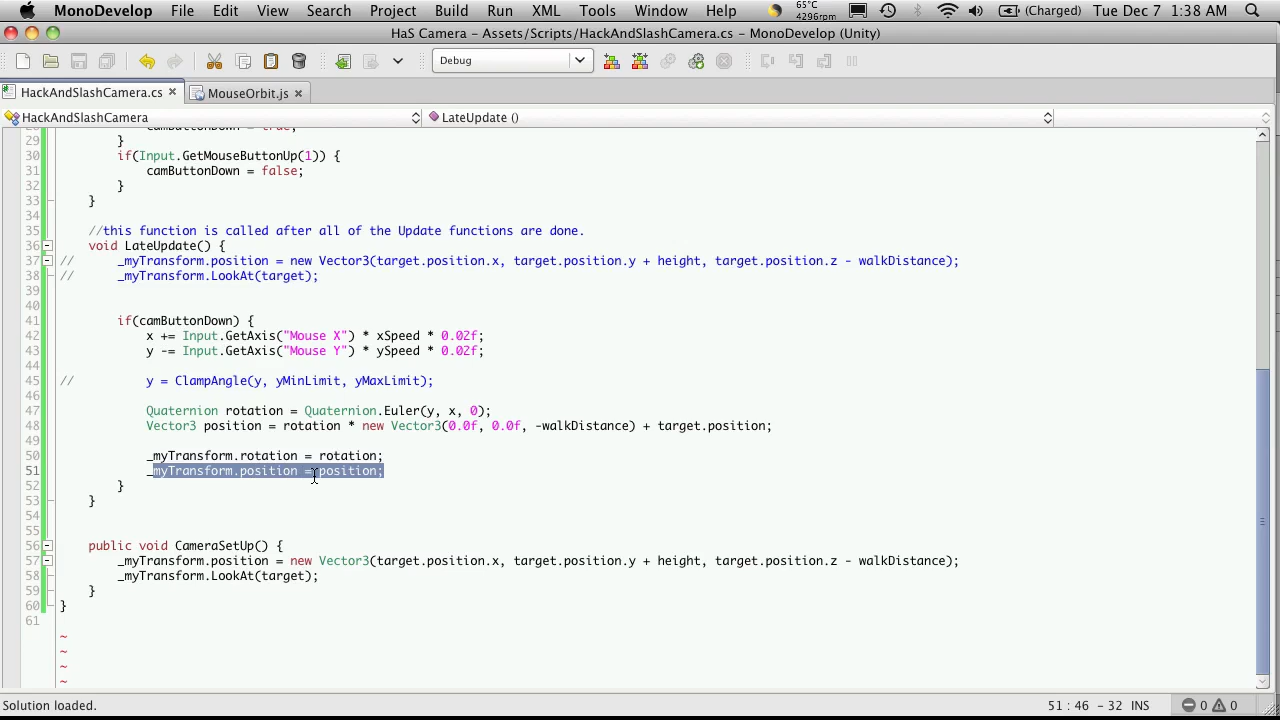 MonoDevelop File Edit View Search Project Build Run XML Tools Window Help 65°C 4296rpm (Charged) Tue Dec 7 1:38 AM
HaS Camera - Assets/Scripts/HackAndSlashCamera.cs - MonoDevelop (Unity)
Debug
HackAndSlashCamera.cs MouseOrbit.js
HackAndSlashCamera LateUpdate ()
camButtonDown = true;
29 }
30 if(Input.GetMouseButtonUp(1)) {
31 camButtonDown = false;
32 }
33 }
34
35 //this function is called after all of the Update functions are done.
36 void LateUpdate() {
37 // _myTransform.position = new Vector3(target.position.x, target.position.y + height, target.position.z - walkDistance);
38 // _myTransform.LookAt(target);
39
40
41 if(camButtonDown) {
42 x += Input.GetAxis("Mouse X") * xSpeed * 0.02f;
43 y -= Input.GetAxis("Mouse Y") * ySpeed * 0.02f;
44
45 // y = ClampAngle(y, yMinLimit, yMaxLimit);
46
47 Quaternion rotation = Quaternion.Euler(y, x, 0);
48 Vector3 position = rotation * new Vector3(0.0f, 0.0f, -walkDistance) + target.position;
49
50 _myTransform.rotation = rotation;
51 _myTransform.position = position;
52 }
53 }
54
55
56 public void CameraSetUp() {
57 _myTransform.position = new Vector3(target.position.x, target.position.y + height, target.position.z - walkDistance);
58 _myTransform.LookAt(target);
59 }
60 }
61
~
~
~
~
Solution loaded. 51 : 46 - 32 INS 0 0